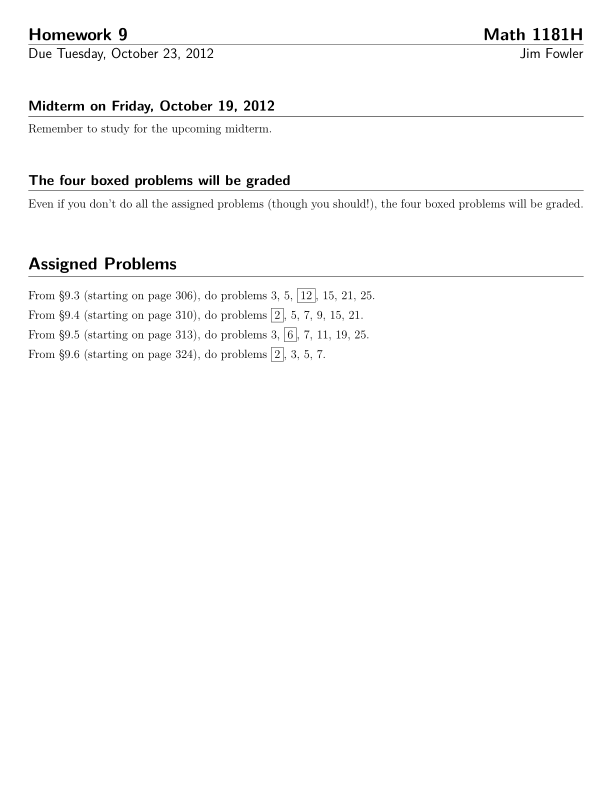 Homework 9 Math 1181H
Due Tuesday, October 23, 2012 Jim Fowler
Midterm on Friday, October 19, 2012
Remember to study for the upcoming midterm.
The four boxed problems will be graded
Even if you don't do all the assigned problems (though you should!), the four boxed problems will be graded.
Assigned Problems
From §9.3 (starting on page 306), do problems 3, 5, 12, 15, 21, 25.
From §9.4 (starting on page 310), do problems 2, 5, 7, 9, 15, 21.
From §9.5 (starting on page 313), do problems 3, 6, 7, 11, 19, 25.
From §9.6 (starting on page 324), do problems 2, 3, 5, 7.